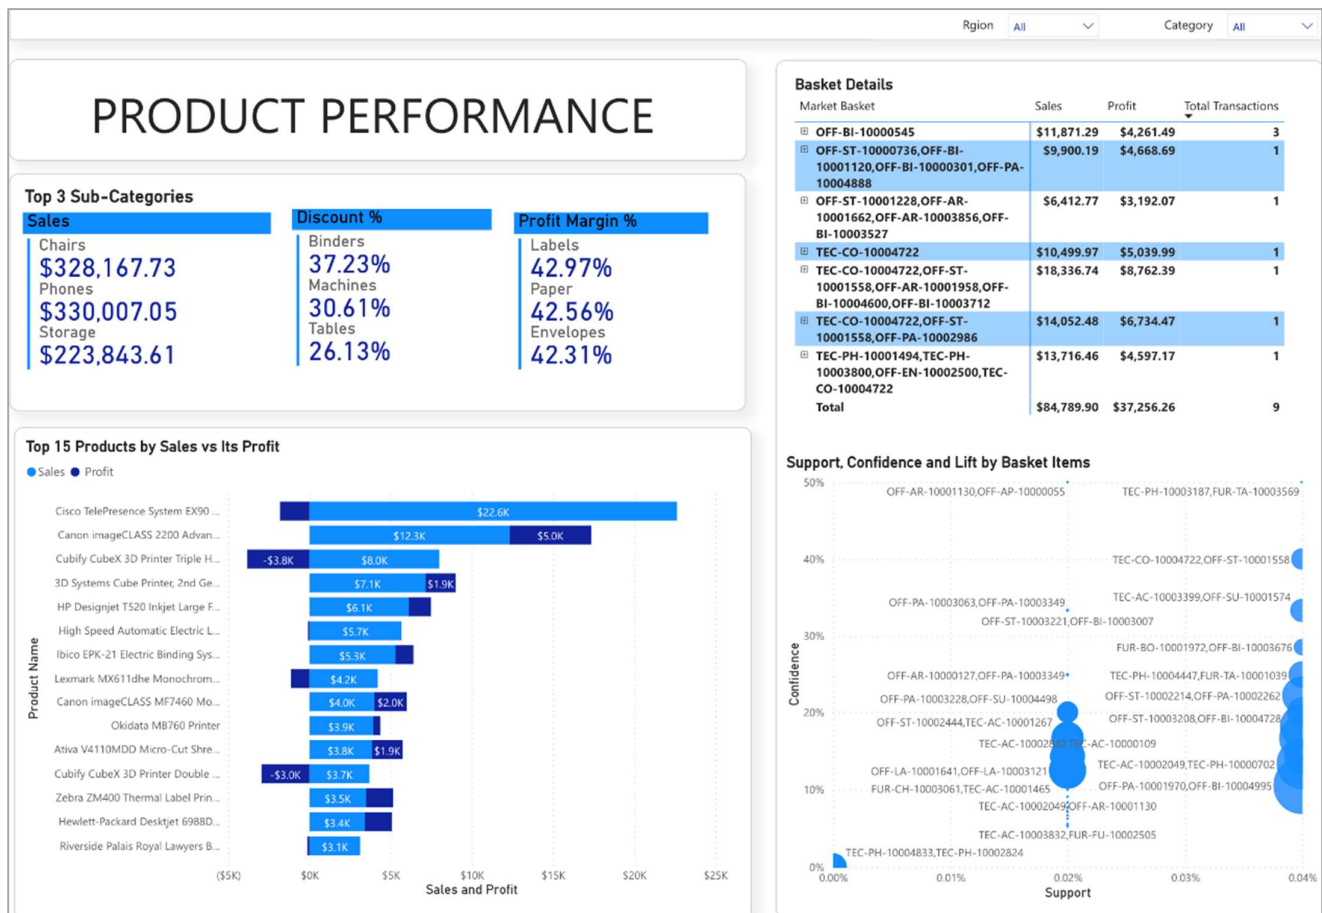 Rgion All Category All
PRODUCT PERFORMANCE
Top 3 Sub-Categories
Sales
Chairs
$328,167.73
Phones
$330,007.05
Storage
$223,843.61
Discount %
Binders
37.23%
Machines
30.61%
Tables
26.13%
Profit Margin %
Labels
42.97%
Paper
42.56%
Envelopes
42.31%
Basket Details
Market Basket Sales Profit Total Transactions
OFF-BI-10000545 $11,871.29 $4,261.49 3
OFF-ST-10000736,OFF-BI- $9,900.19 $4,668.69 1
10001120,OFF-BI-10000301,OFF-PA-
10004888
OFF-ST-10001228,OFF-AR- $6,412.77 $3,192.07 1
10001662,OFF-AR-10003856,OFF-
BI-10003527
TEC-CO-10004722 $10,499.97 $5,039.99 1
TEC-CO-10004722,OFF-ST- $18,336.74 $8,762.39 1
10001558,OFF-AR-10001958,OFF-
BI-10004600,OFF-BI-10003712
TEC-CO-10004722,OFF-ST- $14,052.48 $6,734.47 1
10001558,OFF-PA-10002986
TEC-PH-10001494,TEC-PH- $13,716.46 $4,597.17 1
10003800,OFF-EN-10002500,TEC-
CO-10004722
Total $84,789.90 $37,256.26 9
Top 15 Products by Sales vs Its Profit
Sales Profit
Product Name
Cisco TelePresence System EX90 ... $22.6K
Canon imageCLASS 2200 Advan... $12.3K $5.0K
Cubify CubeX 3D Printer Triple H... -$3.8K $8.0K
3D Systems Cube Printer, 2nd Ge... $7.1K $1.9K
HP Designjet T520 Inkjet Large F... $6.1K
High Speed Automatic Electric L... $5.7K
Ibico EPK-21 Electric Binding Sys... $5.3K
Lexmark MX611dhe Monochrom... $4.2K
Canon imageCLASS MF7460 Mo... $4.0K $2.0K
Okidata MB760 Printer $3.9K
Ativa V4110MDD Micro-Cut Shre... $3.8K $1.9K
Cubify CubeX 3D Printer Double ... -$3.0K $3.7K
Zebra ZM400 Thermal Label Prin... $3.5K
Hewlett-Packard Deskjet 6988D... $3.4K
Riverside Palais Royal Lawyers B... $3.1K
($5K) $0K $5K $10K $15K $20K $25K
Sales and Profit
Support, Confidence and Lift by Basket Items
Confidence
50%
OFF-AR-10001130,OFF-AP-10000055 TEC-PH-10003187,FUR-TA-10003569
40% TEC-CO-10004722,OFF-ST-10001558
TEC-AC-10003399,OFF-SU-10001574
OFF-PA-10003063,OFF-PA-10003349
OFF-ST-10003221,OFF-BI-10003007
30%
FUR-BO-10001972,OFF-BI-10003676
OFF-AR-10000127,OFF-PA-10003349 TEC-PH-10004447,FUR-TA-10001039
OFF-PA-10003228,OFF-SU-10004498 OFF-ST-10002214,OFF-PA-10002262
20%
OFF-ST-10002444,TEC-AC-10001267 OFF-ST-10003208,OFF-BI-10004728
TEC-AC-10000109
TEC-AC-10002049,TEC-PH-10000702
OFF-LA-10001641,OFF-LA-10003121
FUR-CH-10003061,TEC-AC-10001465 OFF-PA-10001970,OFF-BI-10004995
10%
TEC-AC-10002049,OFF-AR-10001130
TEC-AC-10003832,FUR-FU-10002505
TEC-PH-10004833,TEC-PH-10002824
0%
0.00% 0.01% 0.02% 0.03% 0.04%
Support